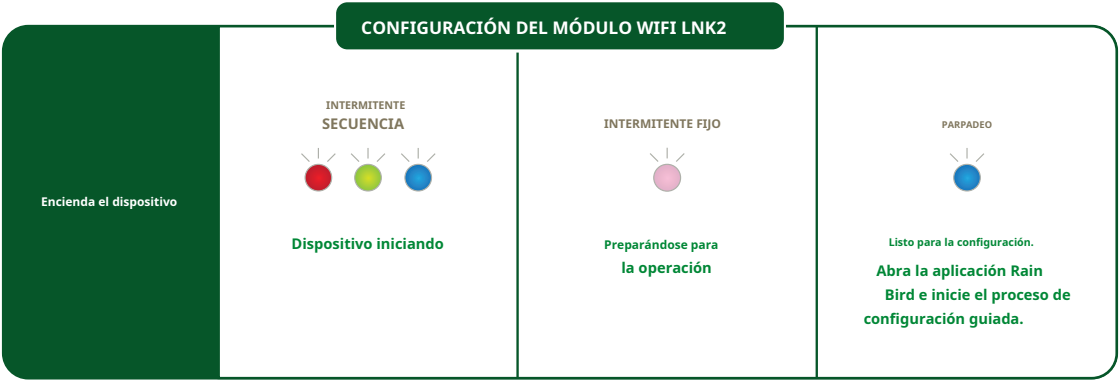 CONFIGURACIÓN DEL MÓDULO WIFI LNK2
Encienda el dispositivo
INTERMITENTE
SECUENCIA
Dispositivo iniciando
INTERMITENTE FIJO
Preparándose para
la operación
PARPADEO
Listo para la configuración.
Abra la aplicación Rain
Bird e inicie el proceso de
configuración guiada.